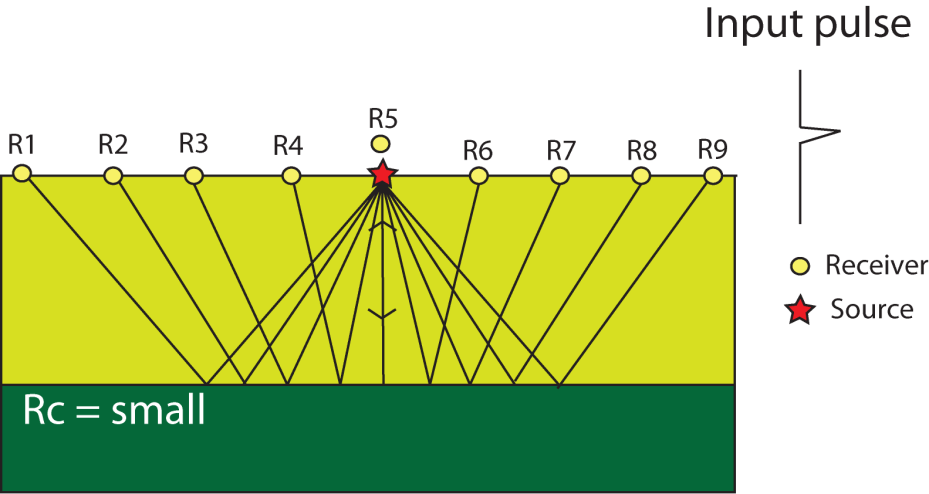 Input pulse
R1 R2 R3 R4 R5 R6 R7 R8 R9
Receiver
Source
Rc = small